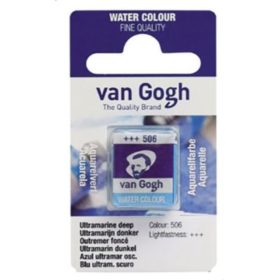 WATER COLOUR
FINE QUALITY
van Gogh
The Quality Brand
+++ 506
van Gogh
WATER COLOUR
Aquarelverf
Acuarela
Aquarellfarbe
Aquarelle
Ultramarine deep
Ultramarijn donker
Outremer foncé
Ultramarin dunkel
Azul ultramar osc.
Blu ultram. scuro
Colour: 506
Lightfastness: +++